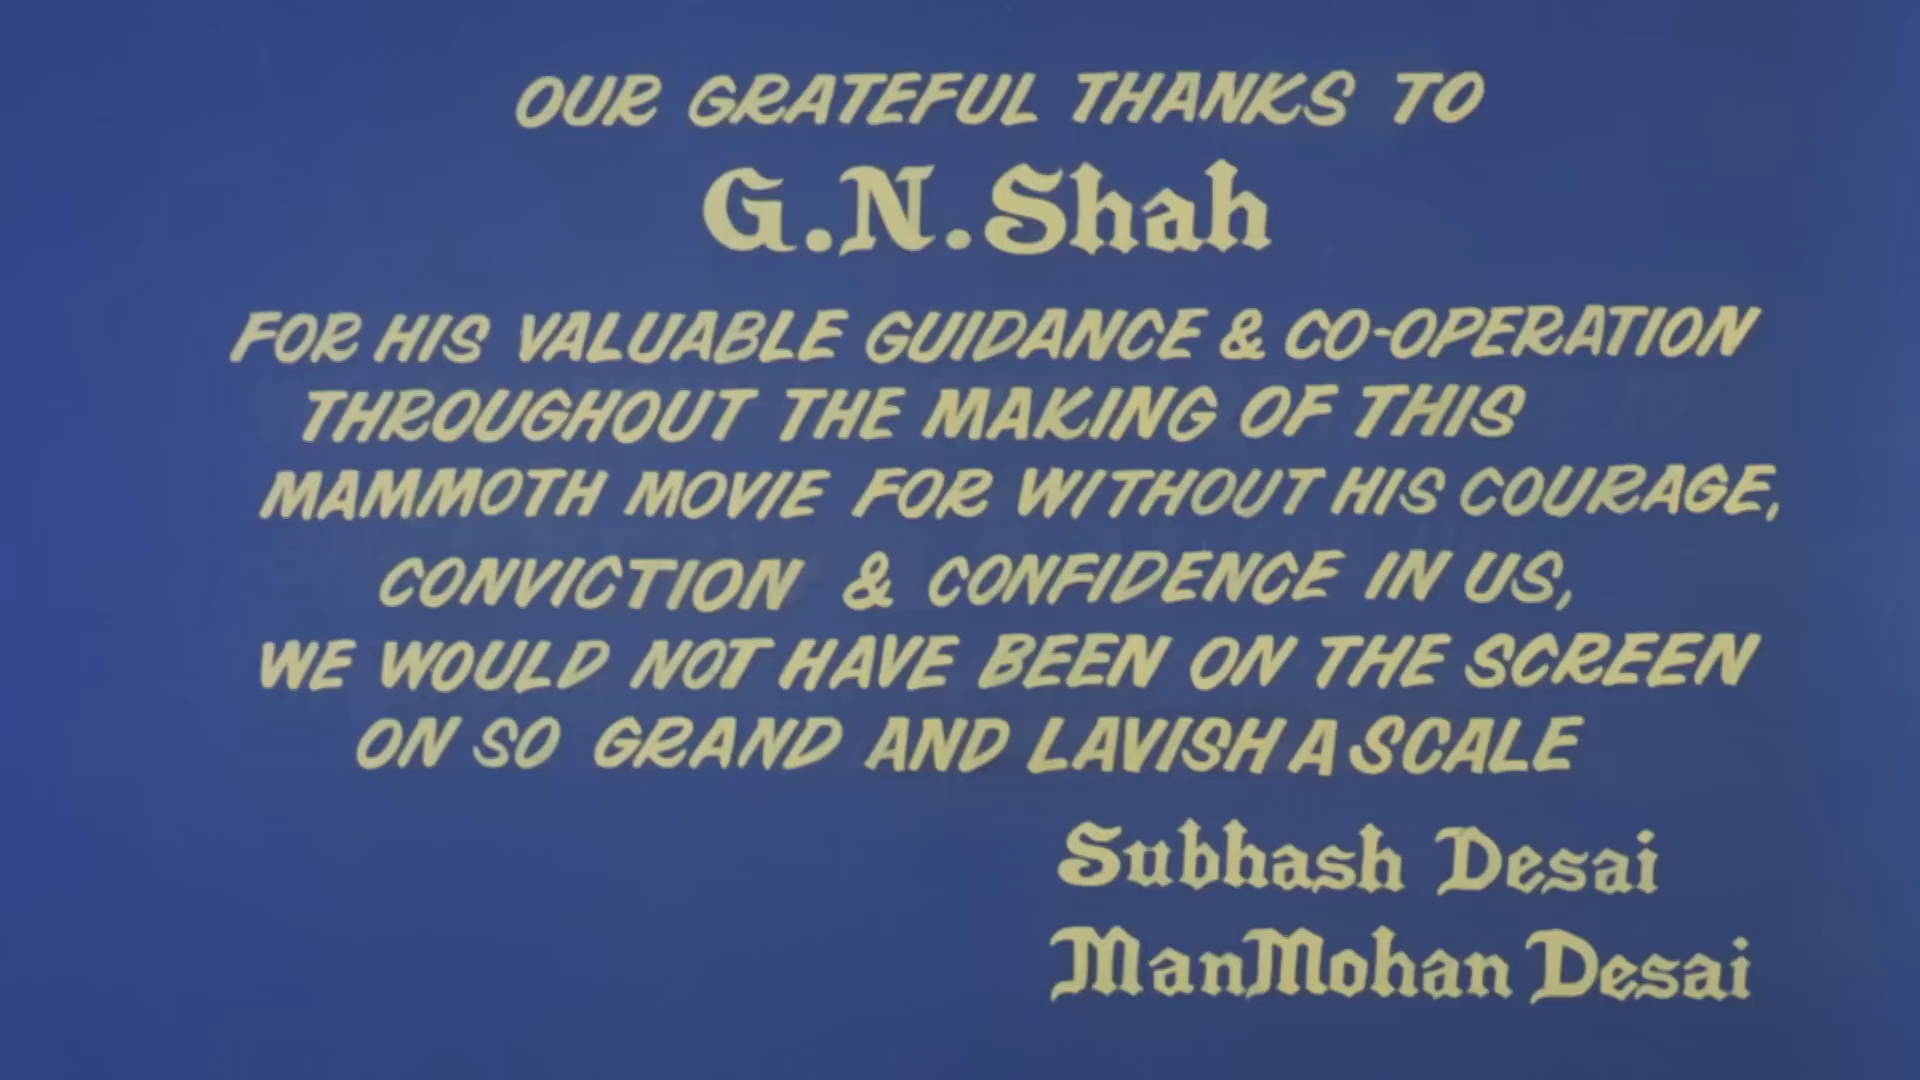 OUR GRATEFUL THANKS TO
G.N.Shah
FOR HIS VALUABLE GUIDANCE & CO-OPERATION
THROUGHOUT THE MAKING OF THIS
MAMMOTH MOVIE FOR WITHOUT HIS COURAGE,
CONVICTION & CONFIDENCE IN US,
WE WOULD NOT HAVE BEEN ON THE SCREEN
ON SO GRAND AND LAVISH A SCALE
Subhash Desai
ManMohan Desai